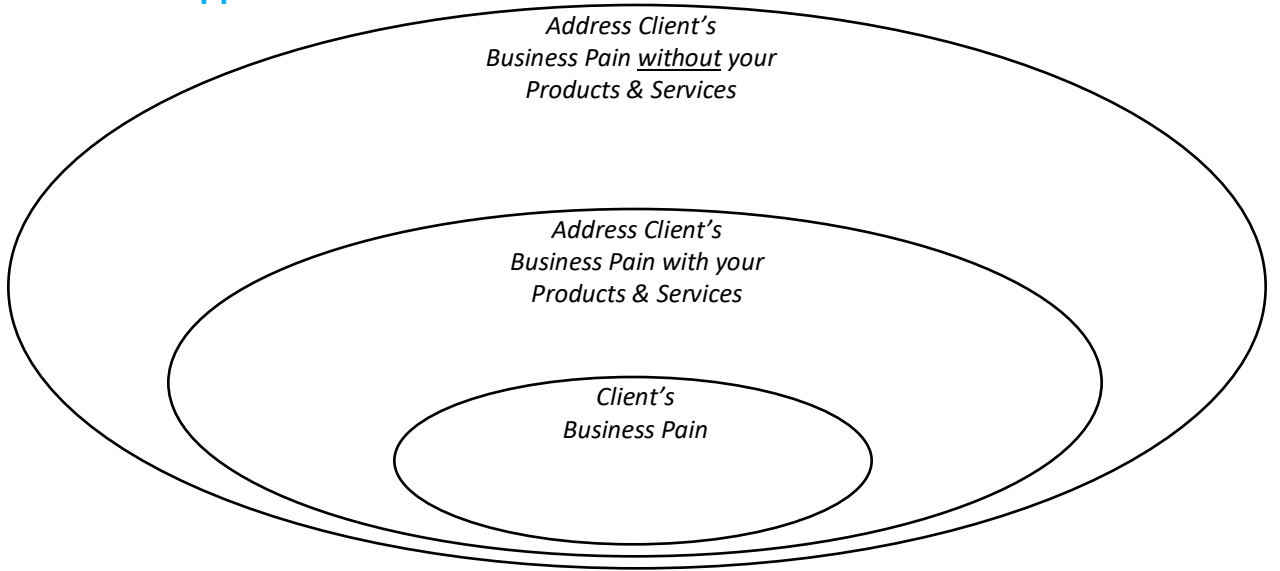 Address Client’s
Business Pain without your
Products & Services
Address Client’s
Business Pain with your
Products & Services
Client’s
Business Pain